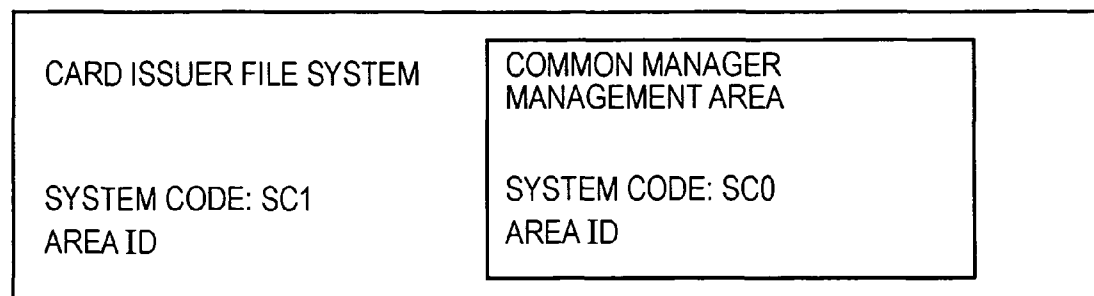 CARD ISSUER FILE SYSTEM
SYSTEM CODE: SC1
AREA ID
COMMON MANAGER
MANAGEMENT AREA
SYSTEM CODE: SC0
AREA ID